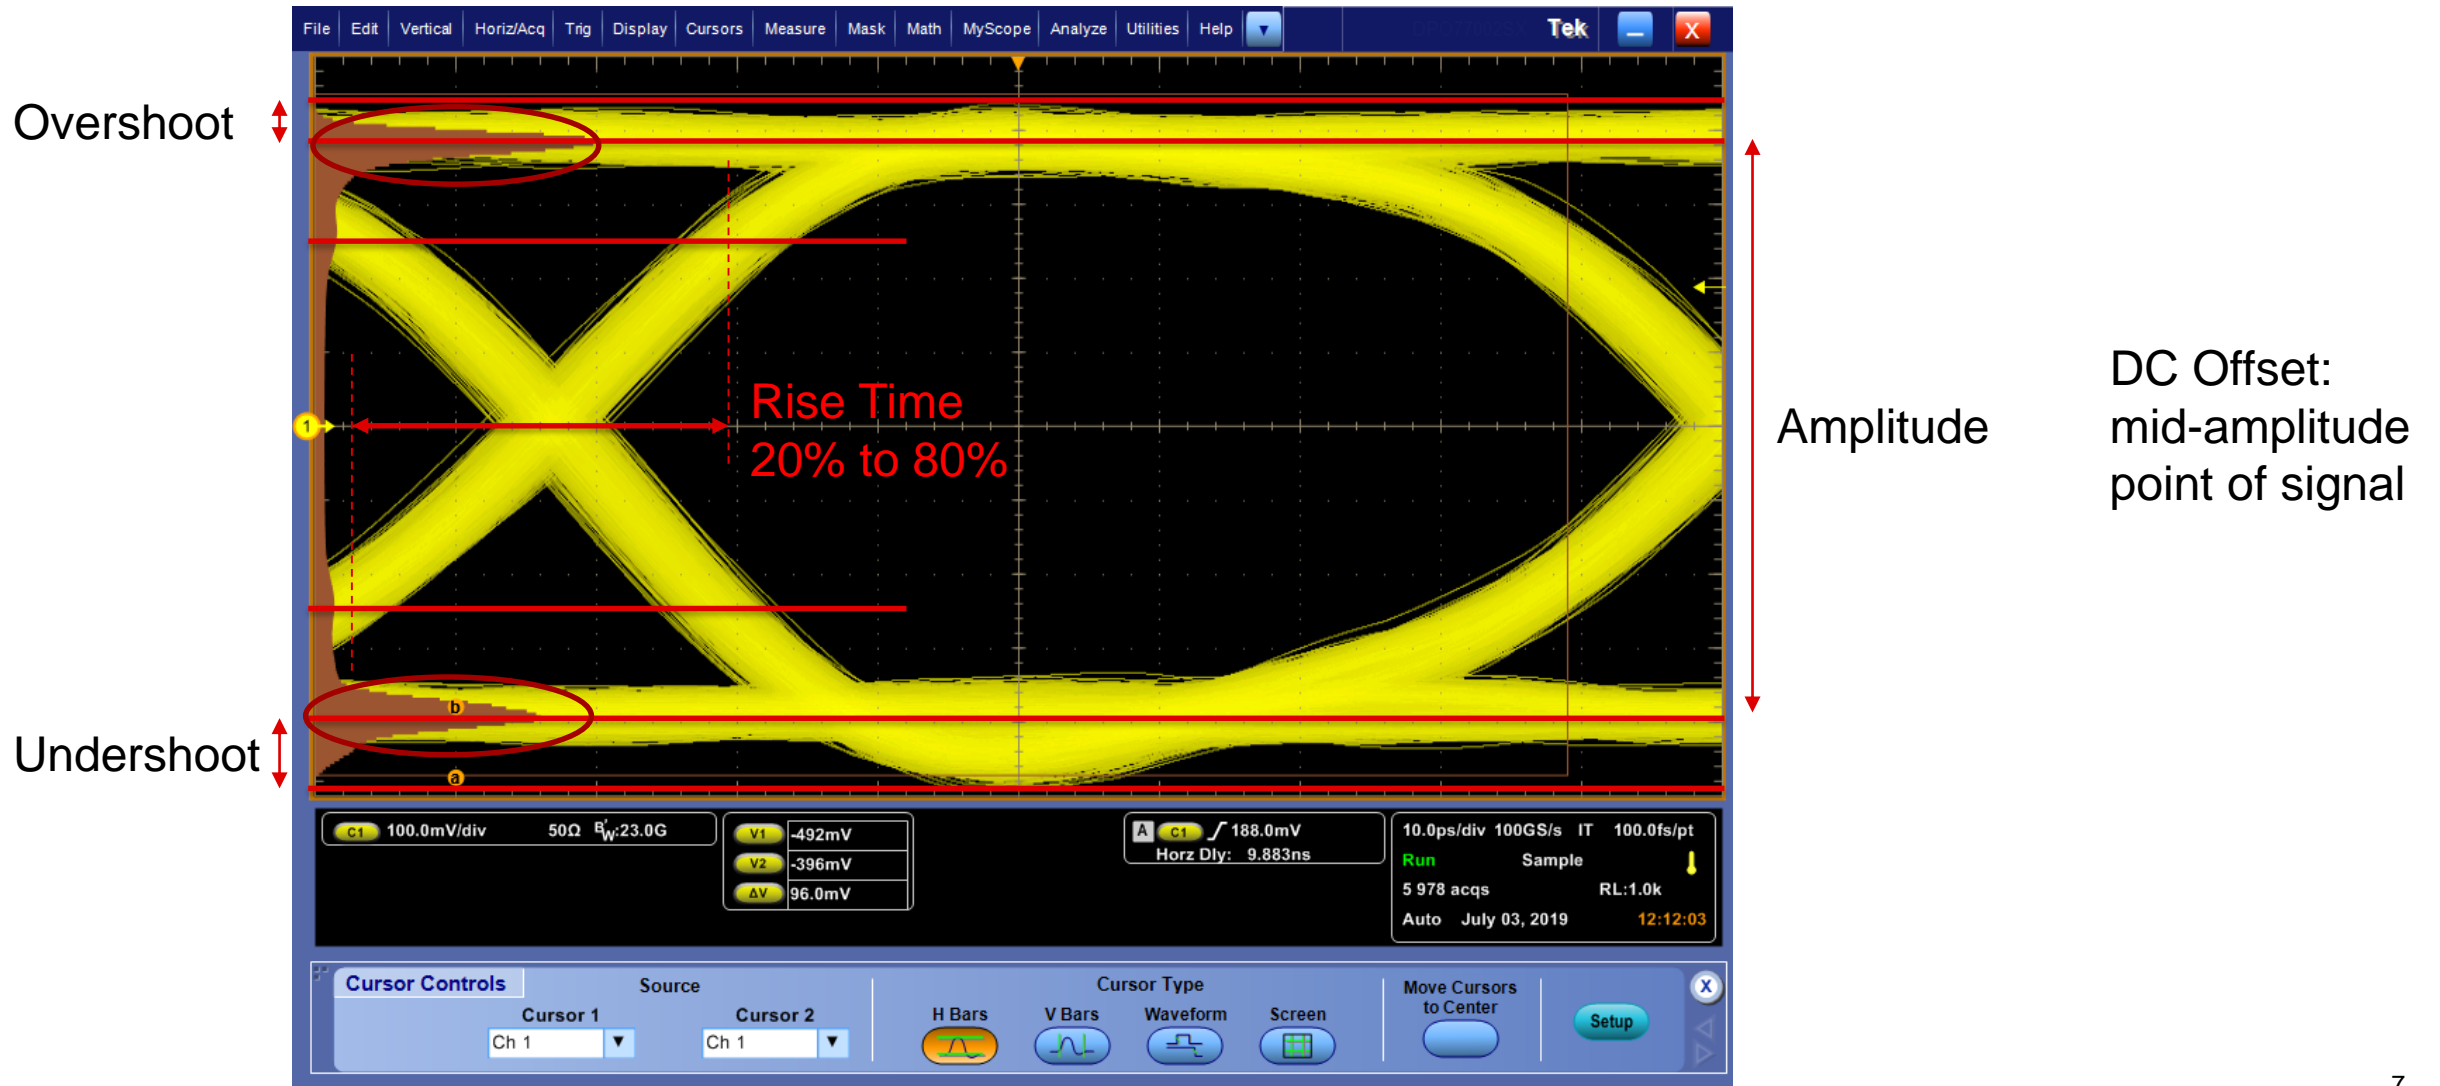 File Edit Vertical Horiz/Acq Trig Display Cursors Measure Mask Math MyScope Analyze Utilities Help Tek X
Overshoot
Rise Time
20% to 80%
1
Amplitude
DC Offset:
mid-amplitude
point of signal
b
Undershoot
a
C1 100.0mV/div 50Ω B'W:23.0G
V1 -492mV
V2 -396mV
ΔV 96.0mV
A C1 188.0mV
Horz Dly: 9.883ns
10.0ps/div 100GS/s IT 100.0fs/pt
Run Sample
5 978 acqs RL:1.0k
Auto July 03, 2019 12:12:03
Cursor Controls
Source
Cursor 1 Cursor 2
Ch 1 Ch 1
Cursor Type
H Bars V Bars Waveform Screen
Move Cursors
to Center
Setup
X